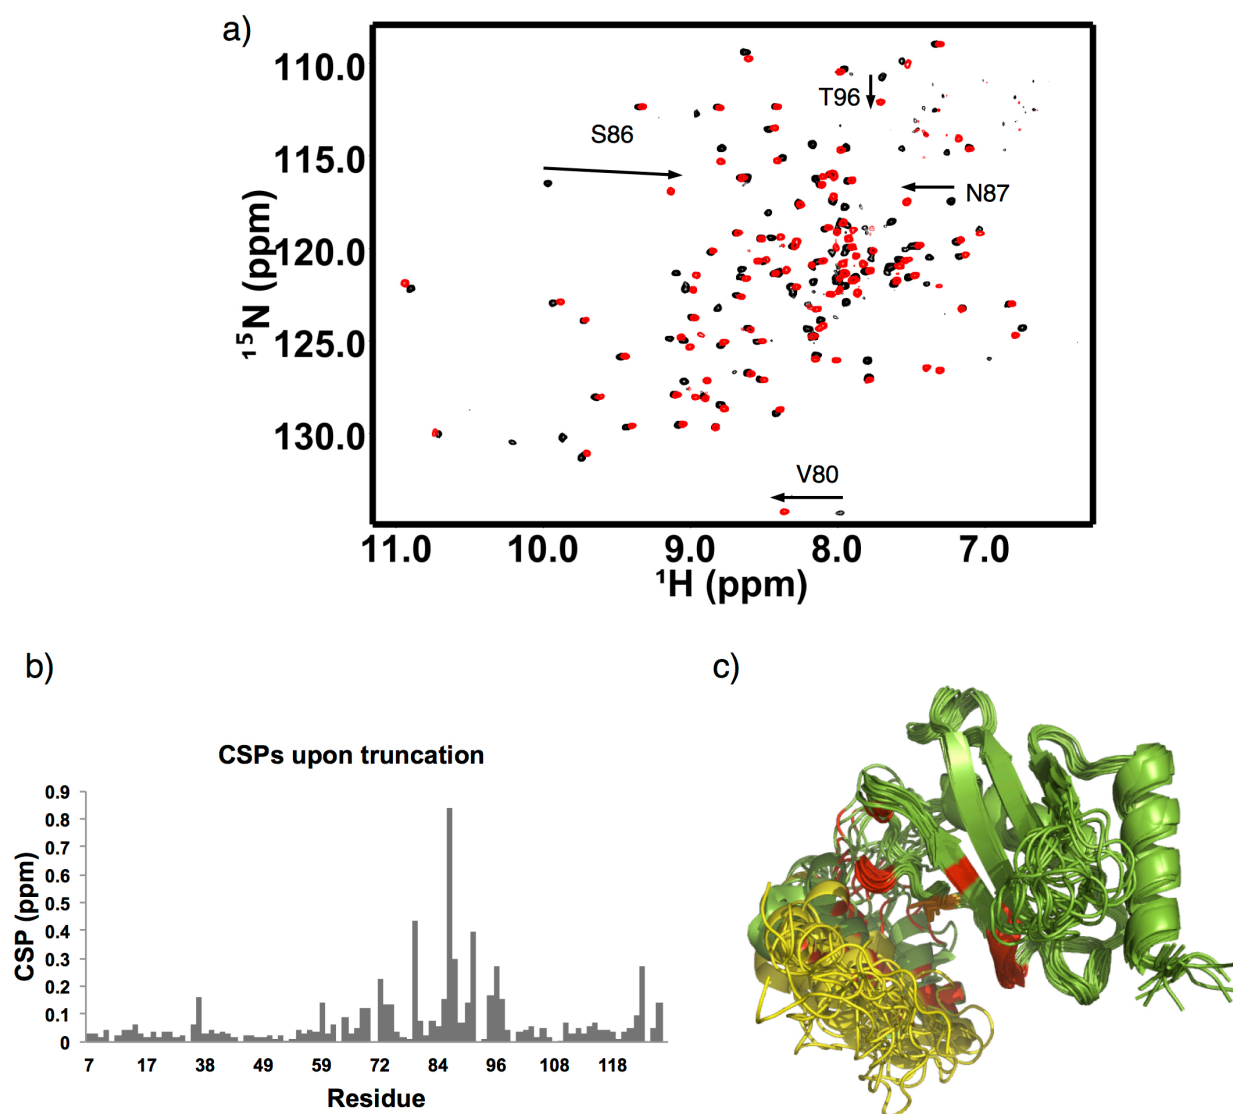 a)
110.0
115.0
120.0
125.0
130.0
¹⁵N (ppm)
S86
T96
N87
V80
11.0 10.0 9.0 8.0 7.0
¹H (ppm)
b)
CSPs upon truncation
0.9
0.8
0.7
0.6
0.5
0.4
0.3
0.2
0.1
0
CSP (ppm)
7 17 38 49 59 72 84 96 108 118
Residue
c)